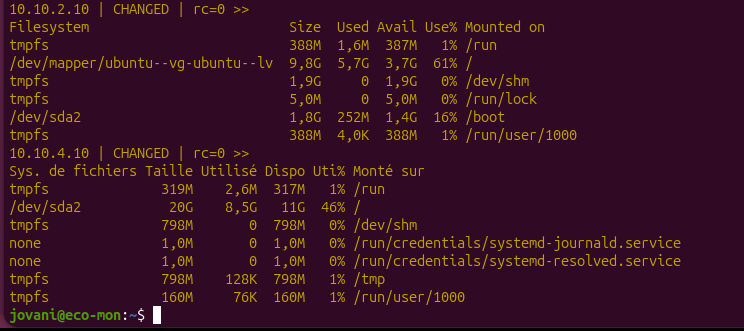 10.10.2.10 | CHANGED | rc=0 >>
Filesystem                         Size  Used Avail Use% Mounted on
tmpfs                              388M  1,6M  387M   1% /run
/dev/mapper/ubuntu--vg-ubuntu--lv  9,8G  5,7G  3,7G  61% /
tmpfs                              1,9G     0  1,9G   0% /dev/shm
tmpfs                              5,0M     0  5,0M   0% /run/lock
/dev/sda2                          1,8G  252M  1,4G  16% /boot
tmpfs                              388M  4,0K  388M   1% /run/user/1000
10.10.4.10 | CHANGED | rc=0 >>
Sys. de fichiers Taille Utilisé Dispo Uti% Monté sur
tmpfs              319M    2,6M  317M   1% /run
/dev/sda2           20G    8,5G   11G  46% /
tmpfs              798M       0  798M   0% /dev/shm
none               1,0M       0  1,0M   0% /run/credentials/systemd-journald.service
none               1,0M       0  1,0M   0% /run/credentials/systemd-resolved.service
tmpfs              798M    128K  798M   1% /tmp
tmpfs              160M     76K  160M   1% /run/user/1000
jovani@eco-mon:~$